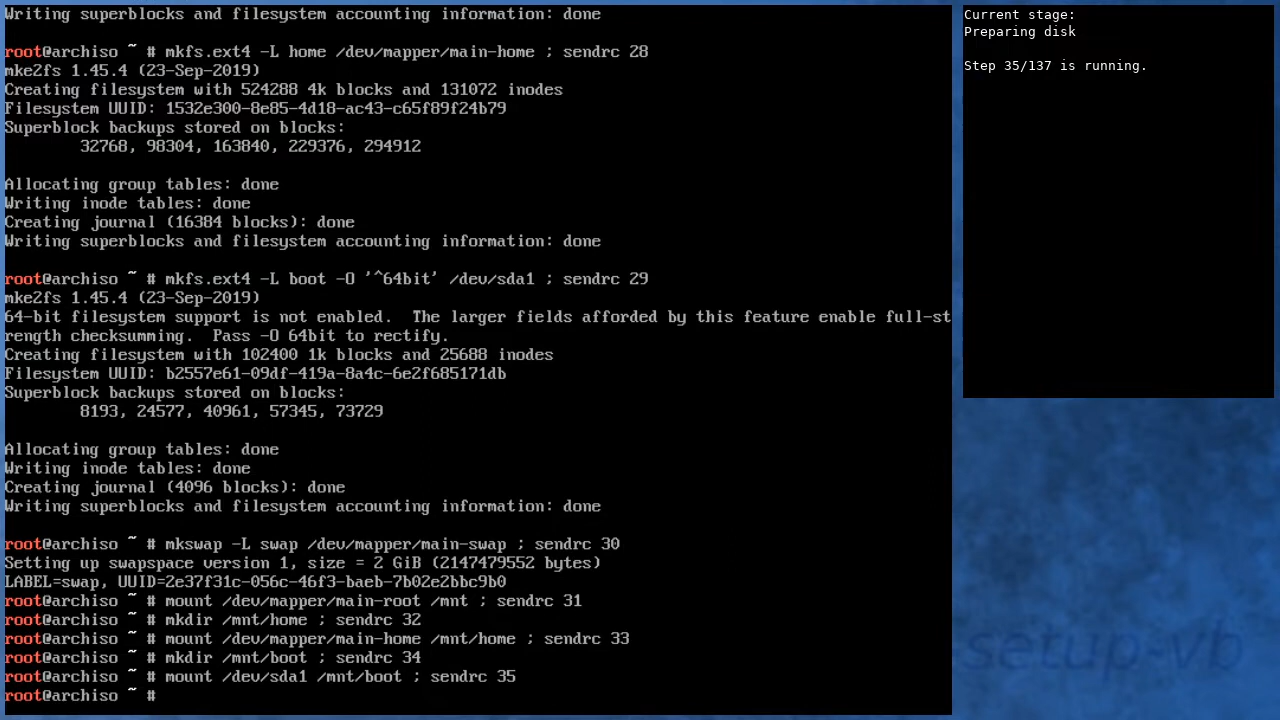 Writing superblocks and filesystem accounting information: done
root@archiso ~ # mkfs.ext4 -L home /dev/mapper/main-home ; sendrc 28
mke2fs 1.45.4 (23-Sep-2019)
Creating filesystem with 524288 4k blocks and 131072 inodes
Filesystem UUID: 1532e300-8e85-4d18-ac43-c65f89f24b79
Superblock backups stored on blocks:
32768, 98304, 163840, 229376, 294912
Allocating group tables: done
Writing inode tables: done
Creating journal (16384 blocks): done
Writing superblocks and filesystem accounting information: done
root@archiso ~ # mkfs.ext4 -L boot -O '^64bit' /dev/sda1 ; sendrc 29
mke2fs 1.45.4 (23-Sep-2019)
64-bit filesystem support is not enabled.  The larger fields afforded by this feature enable full-st
rength checksumming.  Pass -O 64bit to rectify.
Creating filesystem with 102400 1k blocks and 25688 inodes
Filesystem UUID: b2557e61-09df-419a-8a4c-6e2f685171db
Superblock backups stored on blocks:
8193, 24577, 40961, 57345, 73729
Allocating group tables: done
Writing inode tables: done
Creating journal (4096 blocks): done
Writing superblocks and filesystem accounting information: done
root@archiso ~ # mkswap -L swap /dev/mapper/main-swap ; sendrc 30
Setting up swapspace version 1, size = 2 GiB (2147479552 bytes)
LABEL=swap, UUID=2e37f31c-056c-46f3-baeb-7b02e2bbc9b0
root@archiso ~ # mount /dev/mapper/main-root /mnt ; sendrc 31
root@archiso ~ # mkdir /mnt/home ; sendrc 32
root@archiso ~ # mount /dev/mapper/main-home /mnt/home ; sendrc 33
root@archiso ~ # mkdir /mnt/boot ; sendrc 34
root@archiso ~ # mount /dev/sda1 /mnt/boot ; sendrc 35
root@archiso ~ #
Current stage:
Preparing disk
Step 35/137 is running.
setup-vb